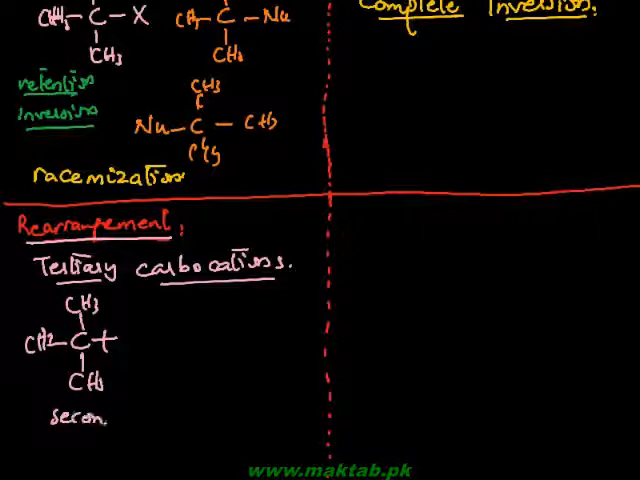 CH3 – C – X CH3 – C – Nu
CH3 CH3
retention
Inversion
CH3
Nu – C – CH3
CH3
racemization
Complete Inversion.
Rearrangement,
Tertiary carbocations.
CH3
CH3 – C +
CH3
secon.
www.maktab.pk